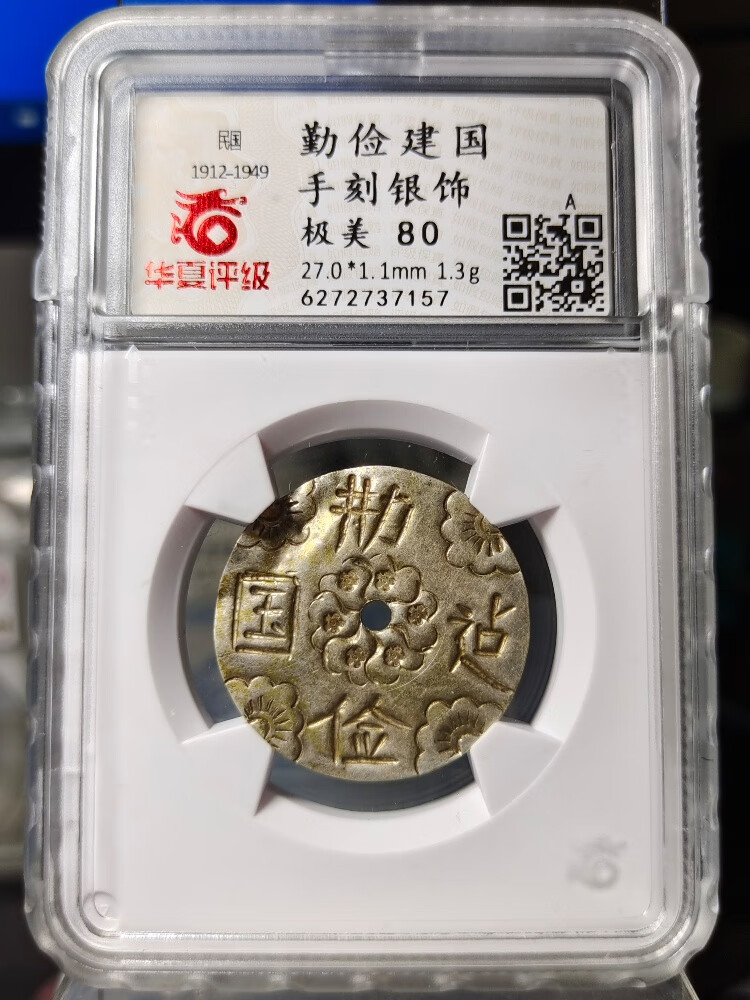 民国
1912-1949
华夏评级
勤俭建国
手刻银饰
极美 80
27.0*1.1mm 1.3g
6272737157
A
勤
俭
迠
国